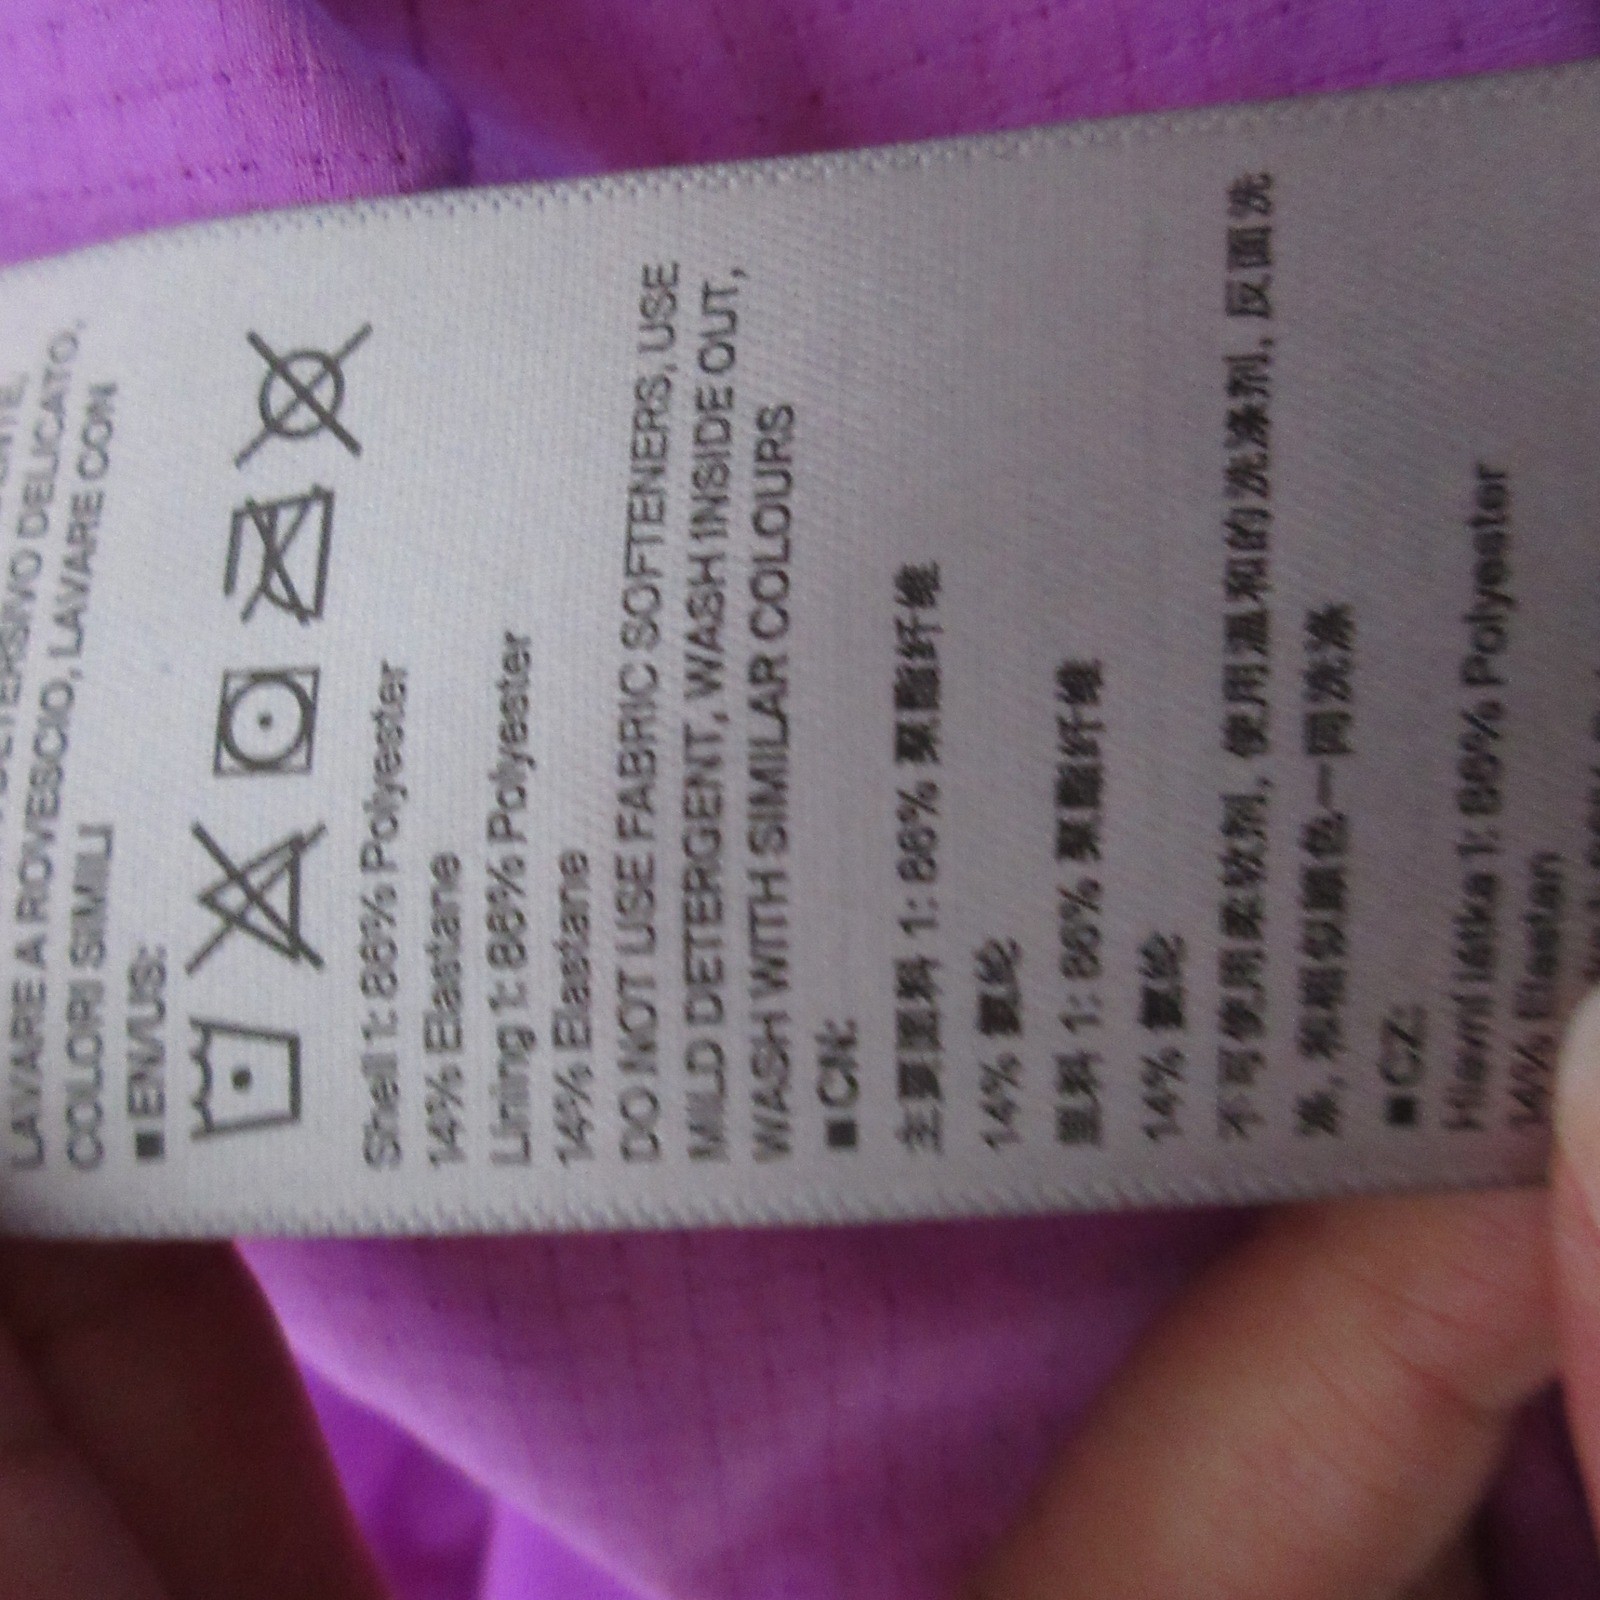 LAVARE A ROVESCIO, LAVARE CON
COLORI SIMILI
■EN/US:
Shell 1: 86% Polyester
14% Elastane
Lining 1: 86% Polyester
14% Elastane
DO NOT USE FABRIC SOFTENERS, USE
MILD DETERGENT, WASH INSIDE OUT,
WASH WITH SIMILAR COLOURS
■CN:
主要面料 1: 86% 聚酯纤维
14% 氨纶
里料 1: 86% 聚酯纤维
14% 氨纶
不可使用柔软剂, 使用温和的洗涤剂, 反面洗
涤, 和相似颜色一同洗涤
■CZ:
Hlavní látka 1: 86% Polyester
14% Elastan